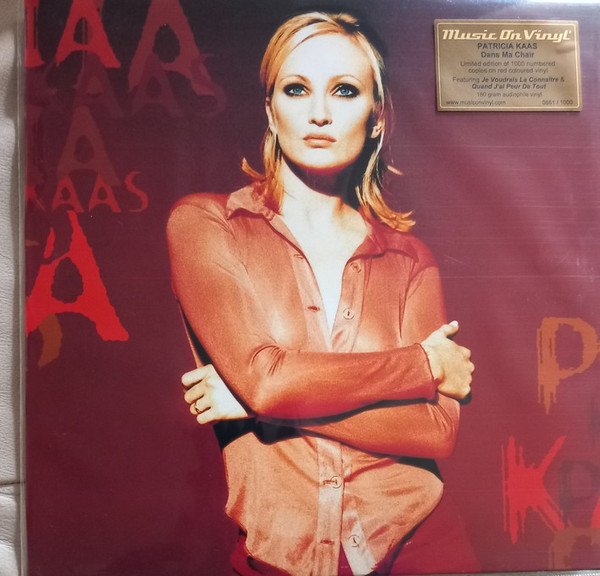 Music On Vinyl
PATRICIA KAAS
Dans Ma Chair
Limited edition of 1000 numbered
copies on red coloured vinyl
Featuring Je Voudrais La Connaître &
Quand J'ai Peur De Tout
180 gram audiophile vinyl
www.musiconvinyl.com
KAAS
A
P
KA